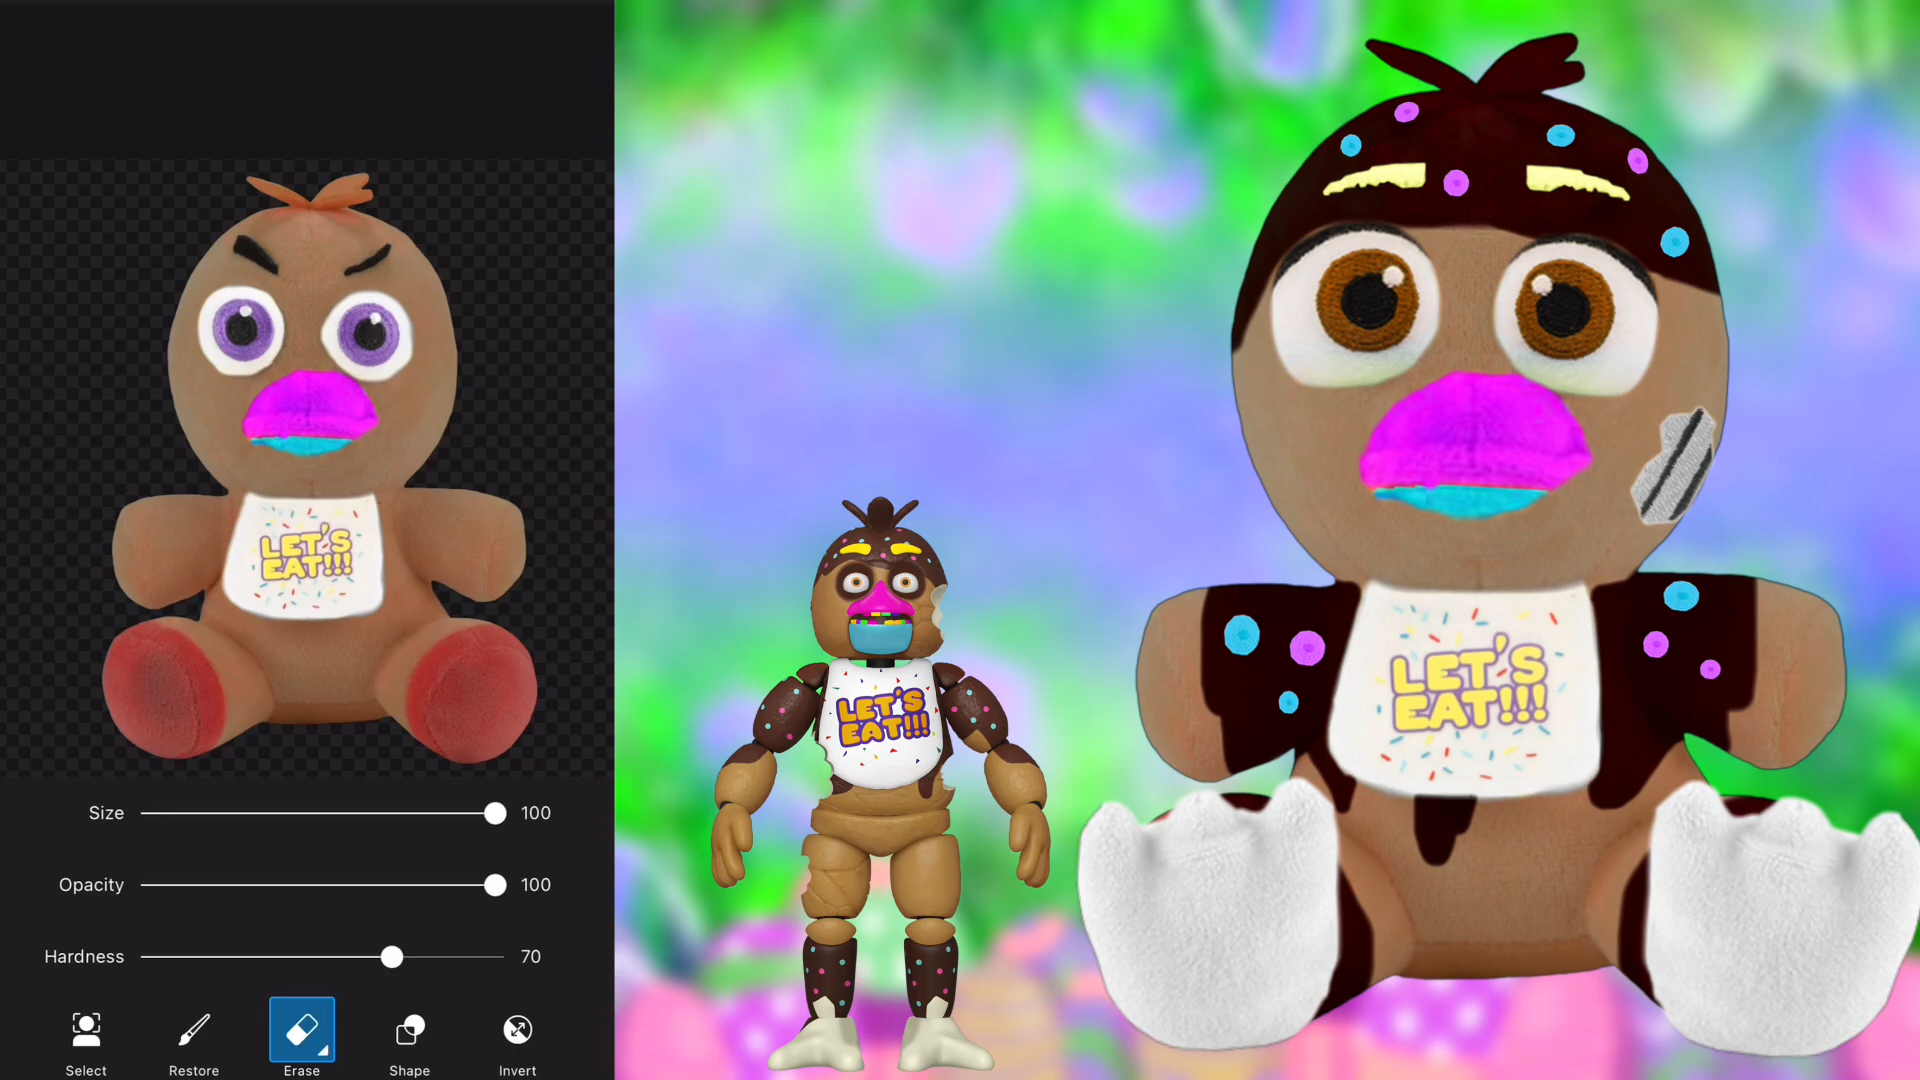 LET'S
EAT!!!
Size 100
Opacity 100
Hardness 70
Select Restore Erase Shape Invert
LET'S
EAT!!!
LET'S
EAT!!!